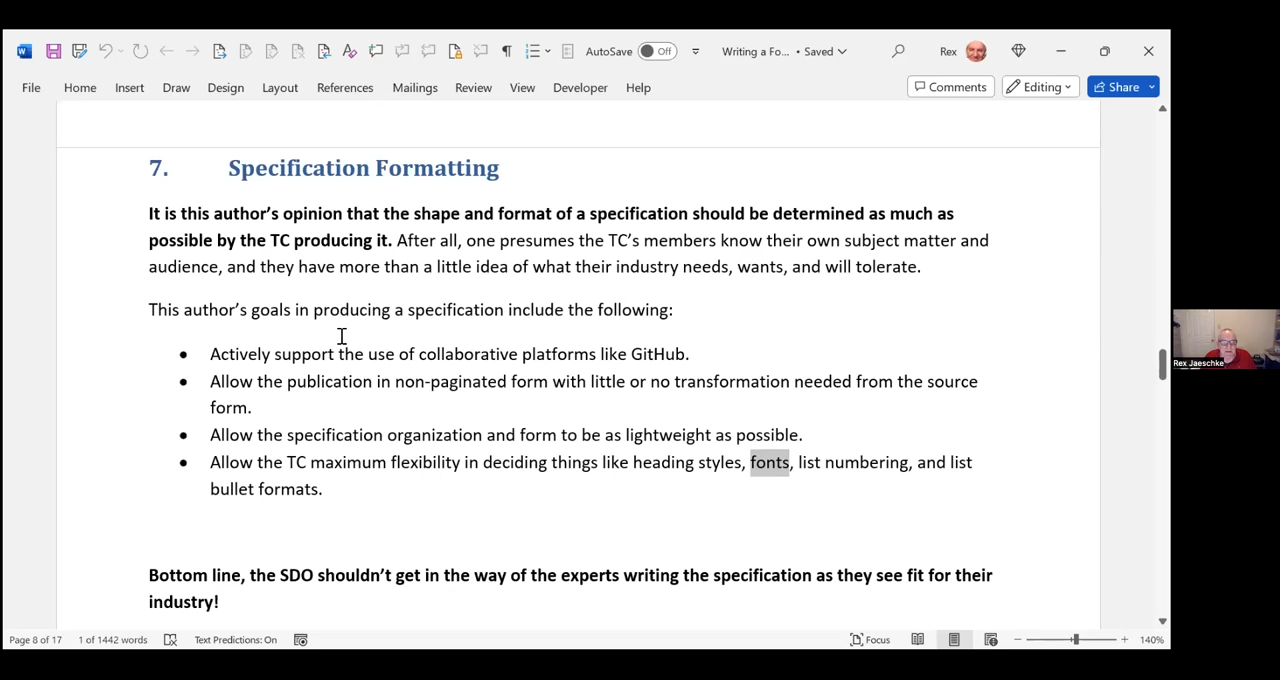 AutoSave Off Writing a Fo... • Saved Rex
File Home Insert Draw Design Layout References Mailings Review View Developer Help Comments Editing Share
7. Specification Formatting
It is this author’s opinion that the shape and format of a specification should be determined as much as
possible by the TC producing it. After all, one presumes the TC’s members know their own subject matter and
audience, and they have more than a little idea of what their industry needs, wants, and will tolerate.
This author’s goals in producing a specification include the following:
• Actively support the use of collaborative platforms like GitHub.
• Allow the publication in non-paginated form with little or no transformation needed from the source
form.
• Allow the specification organization and form to be as lightweight as possible.
• Allow the TC maximum flexibility in deciding things like heading styles, fonts, list numbering, and list
bullet formats.
Bottom line, the SDO shouldn’t get in the way of the experts writing the specification as they see fit for their
industry!
Page 8 of 17 1 of 1442 words Text Predictions: On Focus 140%
Rex Jaeschke